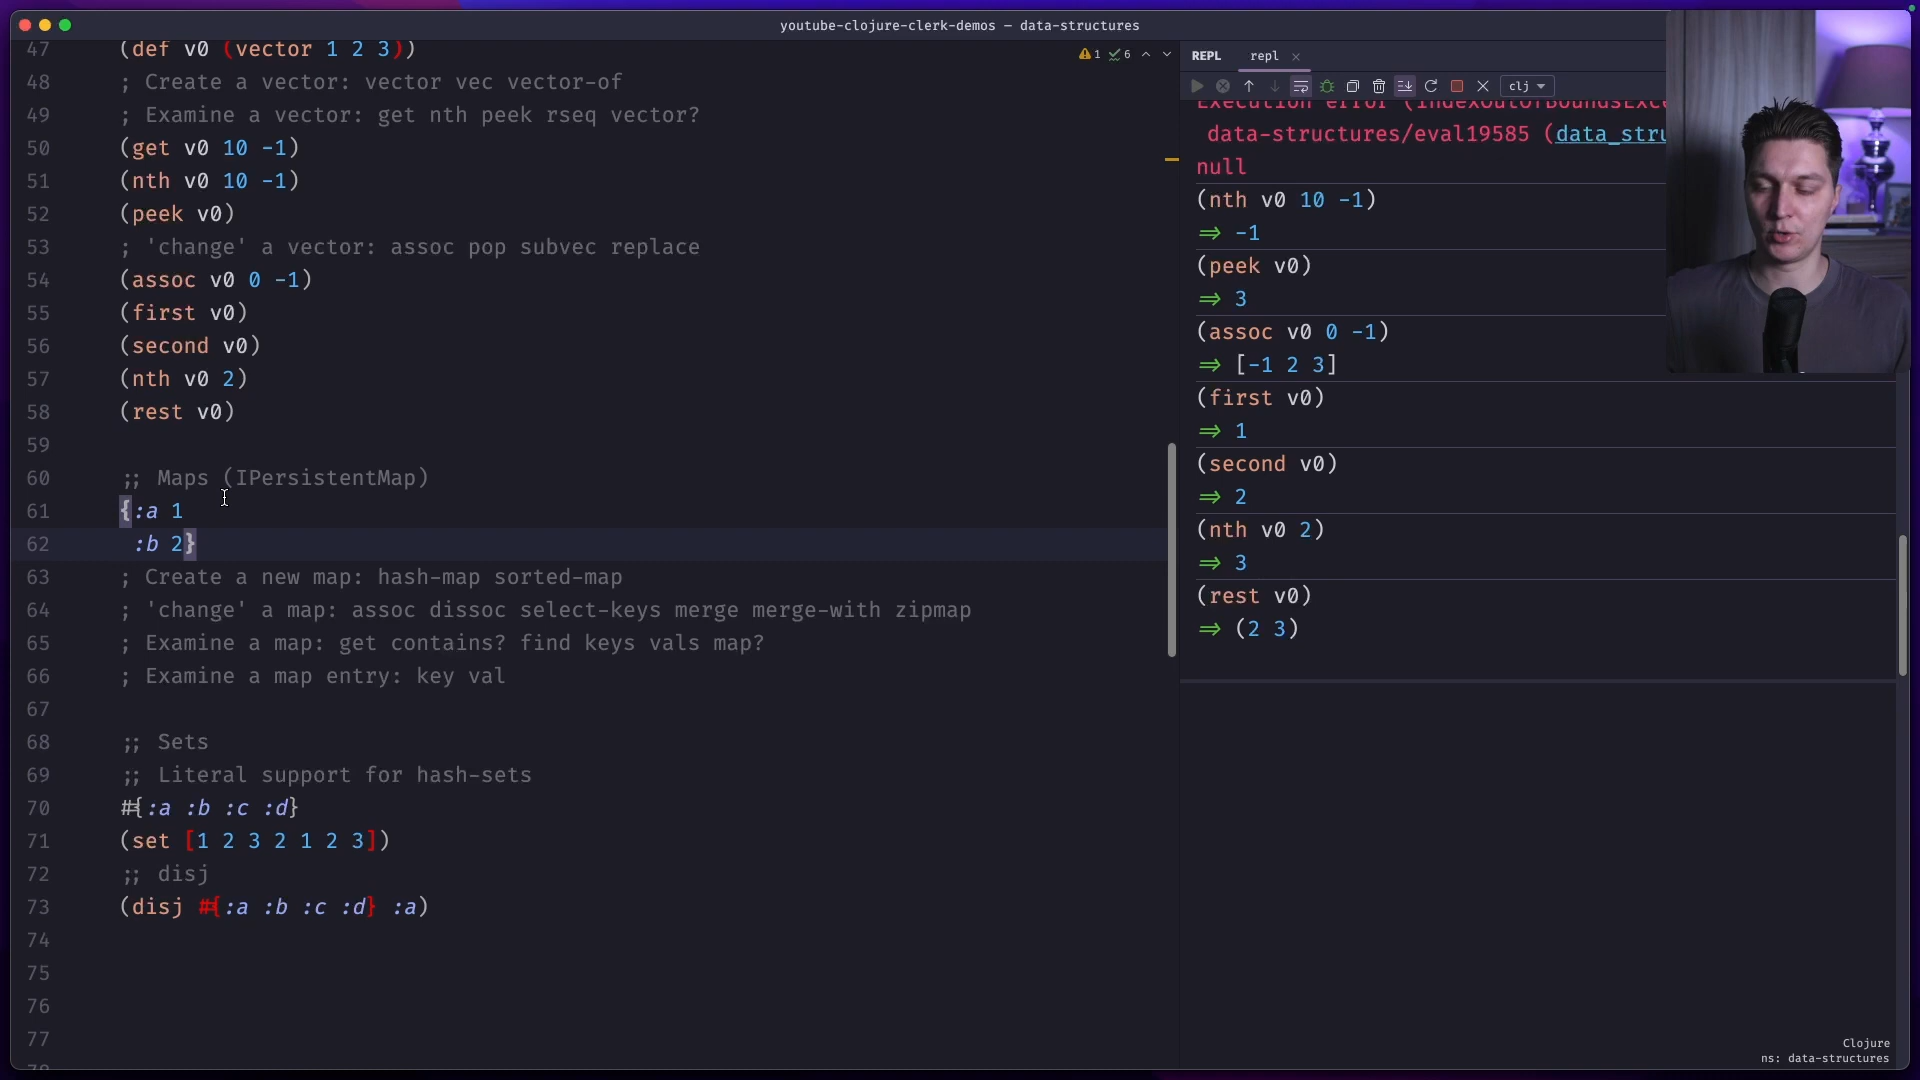 youtube-clojure-clerk-demos – data-structures
47 (def v0 (vector 1 2 3))
48 ; Create a vector: vector vec vector-of
49 ; Examine a vector: get nth peek rseq vector?
50 (get v0 10 -1)
51 (nth v0 10 -1)
52 (peek v0)
53 ; 'change' a vector: assoc pop subvec replace
54 (assoc v0 0 -1)
55 (first v0)
56 (second v0)
57 (nth v0 2)
58 (rest v0)
59
60 ;; Maps (IPersistentMap)
61 {:a 1
62 :b 2}
63 ; Create a new map: hash-map sorted-map
64 ; 'change' a map: assoc dissoc select-keys merge merge-with zipmap
65 ; Examine a map: get contains? find keys vals map?
66 ; Examine a map entry: key val
67
68 ;; Sets
69 ;; Literal support for hash-sets
70 #{:a :b :c :d}
71 (set [1 2 3 2 1 2 3])
72 ;; disj
73 (disj #{:a :b :c :d} :a)
74
75
76
77
1 6
REPL repl
clj
Execution error (IndexOutOfBoundsExce
data-structures/eval19585 (data_stru
null
(nth v0 10 -1)
=> -1
(peek v0)
=> 3
(assoc v0 0 -1)
=> [-1 2 3]
(first v0)
=> 1
(second v0)
=> 2
(nth v0 2)
=> 3
(rest v0)
=> (2 3)
Clojure
ns: data-structures